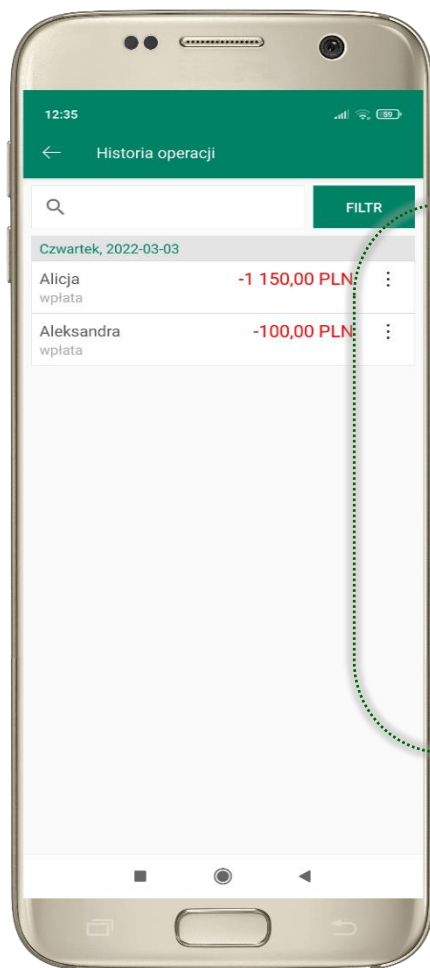 12:35
59
Historia operacji
FILTR
Czwartek, 2022-03-03
Alicja
-1 150,00 PLN
wpłata
Aleksandra
-100,00 PLN
wpłata